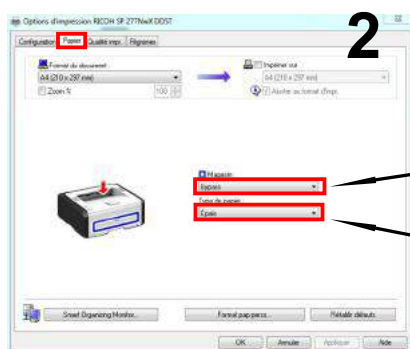 Options d'impression RICOH SP 277NwX DDST
2
Configuration Papier Qualité impr. Filigranes
Format du document :
Imprimer sur
A4 (210 x 297 mm)
A4 (210 x 297 mm)
Zoom %
100
Ajuster au format d'impr.
Magasin :
Bypass
Type de papier :
Épais
Smart Organizing Monitor...
Format pap perso...
Rétablir défauts
OK Annuler Appliquer Aide